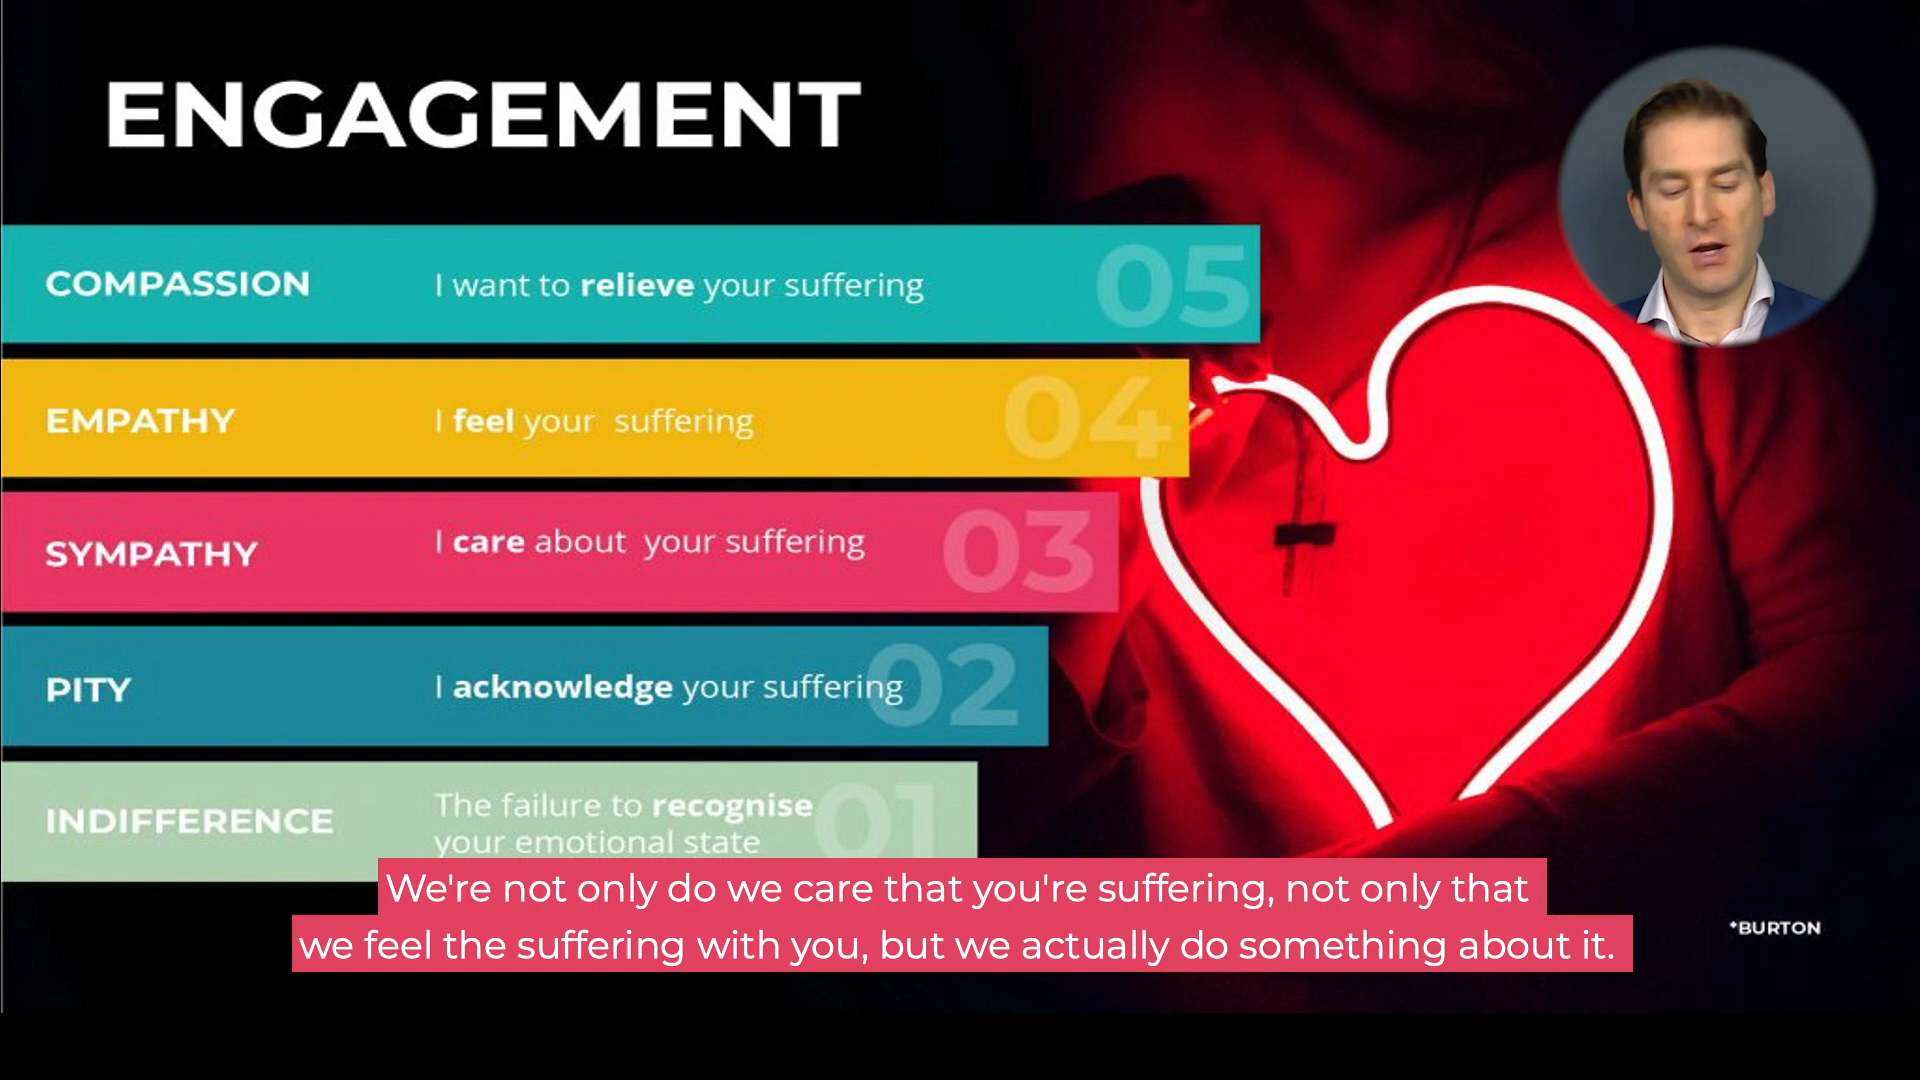 ENGAGEMENT
COMPASSION I want to relieve your suffering 05
EMPATHY I feel your suffering 04
SYMPATHY I care about your suffering 03
PITY I acknowledge your suffering 02
INDIFFERENCE The failure to recognise
your emotional state 01
We're not only do we care that you're suffering, not only that
we feel the suffering with you, but we actually do something about it.
*BURTON